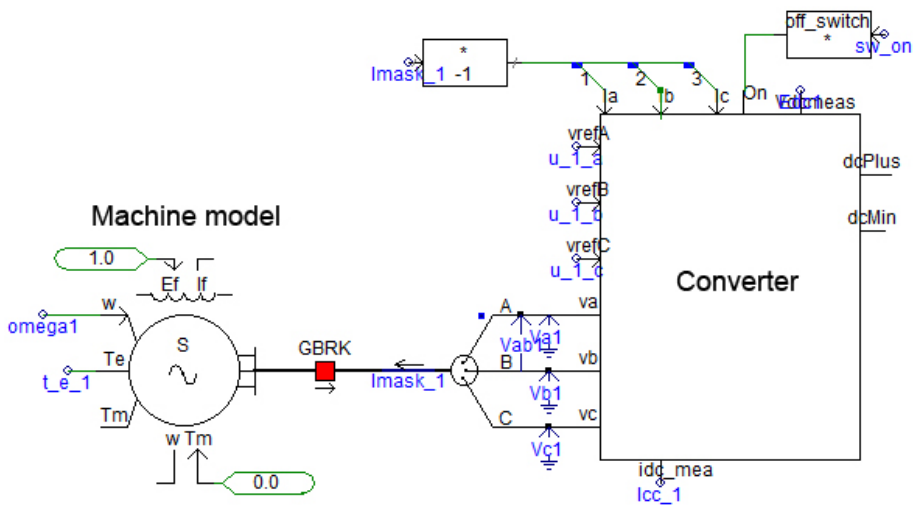 off_switch
*
sw_on
Imask_1
*
-1
1
2
3
a
b
c
On
vrefA
u_1_a
dcPlus
vrefB
u_1_b
dcMin
Machine model
vrefC
u_1_c
Converter
1.0
Ef
If
w
omega1
S
A
va
Va1
Vab1
GBRK
Te
t_e_1
Imask_1
B
vb
Vb1
Tm
C
vc
Vc1
w Tm
0.0
idc_mea
Icc_1